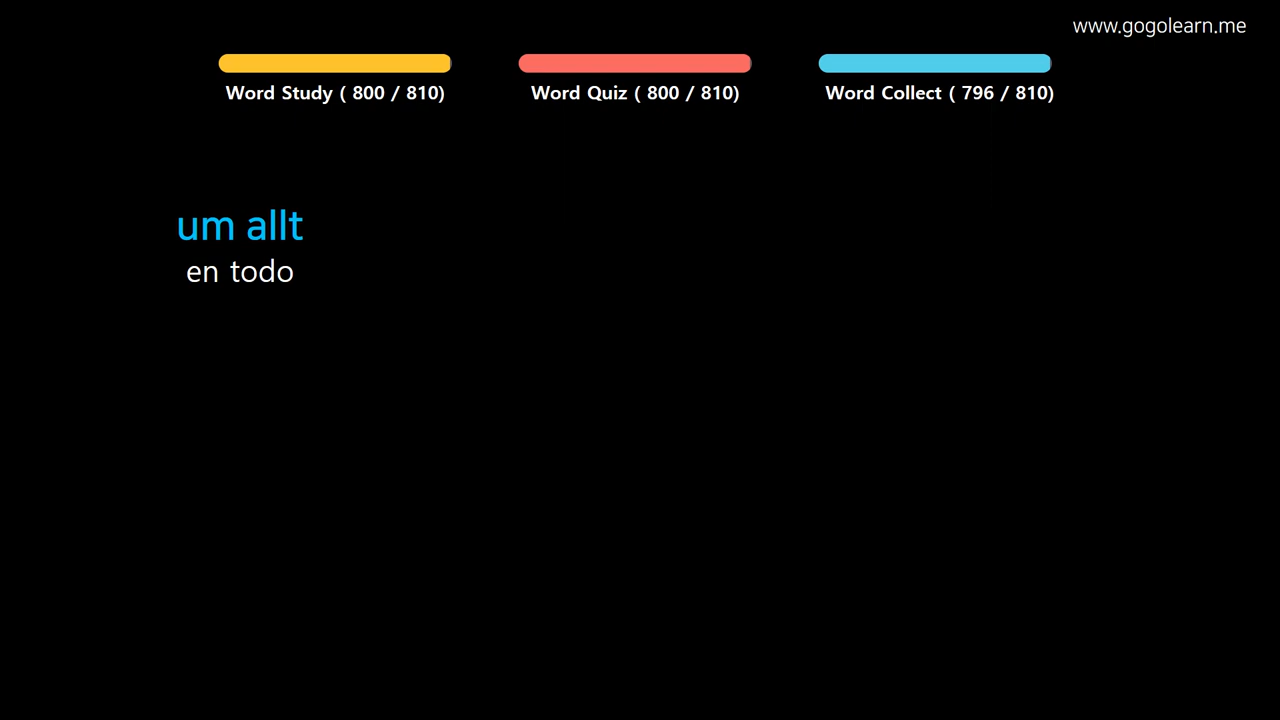 www.gogolearn.me
Word Study ( 800 / 810)
Word Quiz ( 800 / 810)
Word Collect ( 796 / 810)
um allt
en todo